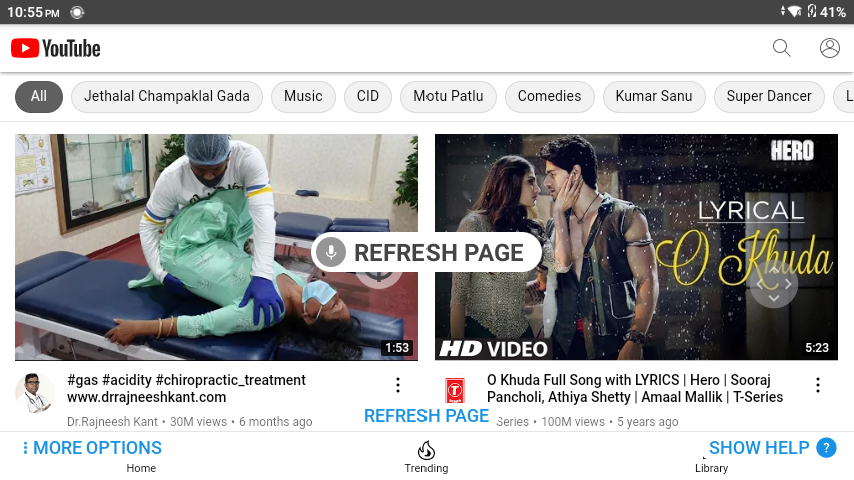 10:55 PM
41%
YouTube
All
Jethalal Champaklal Gada
Music
CID
Motu Patlu
Comedies
Kumar Sanu
Super Dancer
L
HERO
LYRICAL
O Khuda
REFRESH PAGE
HD VIDEO
1:53
5:23
#gas #acidity #chiropractic_treatment
www.drrajneeshkant.com
Dr.Rajneesh Kant • 30M views • 6 months ago
O Khuda Full Song with LYRICS | Hero | Sooraj
Pancholi, Athiya Shetty | Amaal Mallik | T-Series
Series • 100M views • 5 years ago
REFRESH PAGE
MORE OPTIONS
SHOW HELP ?
Home
Trending
Library